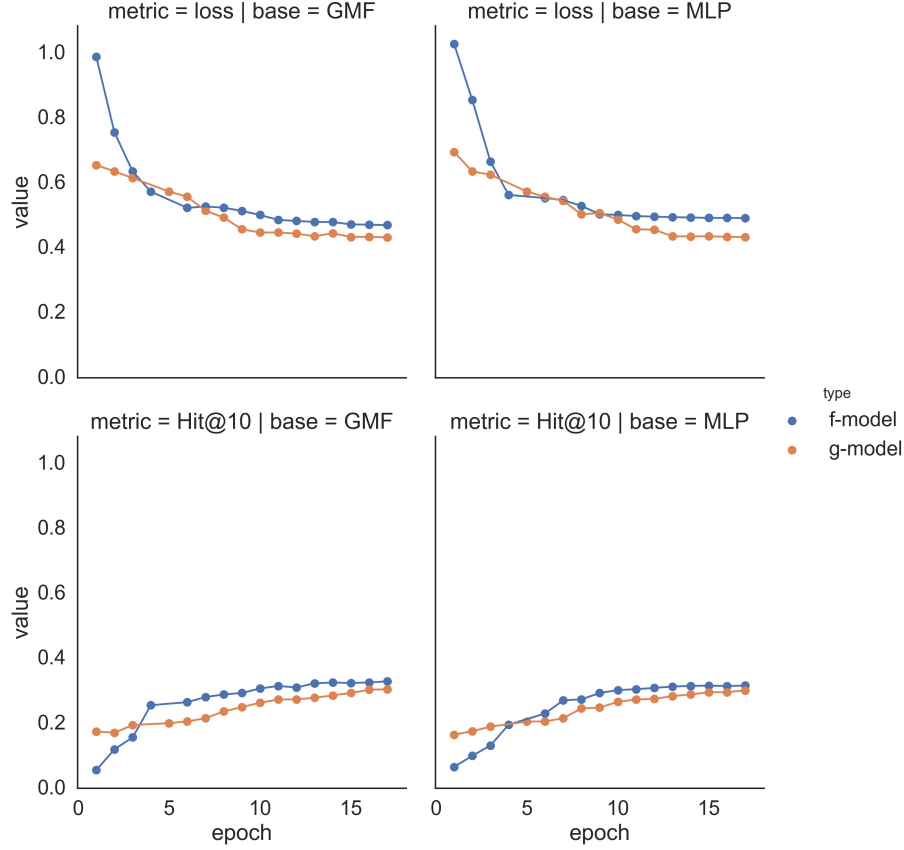 metric = loss | base = GMF
metric = loss | base = MLP
1.0
0.8
0.6
0.4
0.2
0.0
value
metric = Hit@10 | base = GMF
metric = Hit@10 | base = MLP
1.0
0.8
0.6
0.4
0.2
0.0
value
0 5 10 15
epoch
0 5 10 15
epoch
type
f-model
g-model